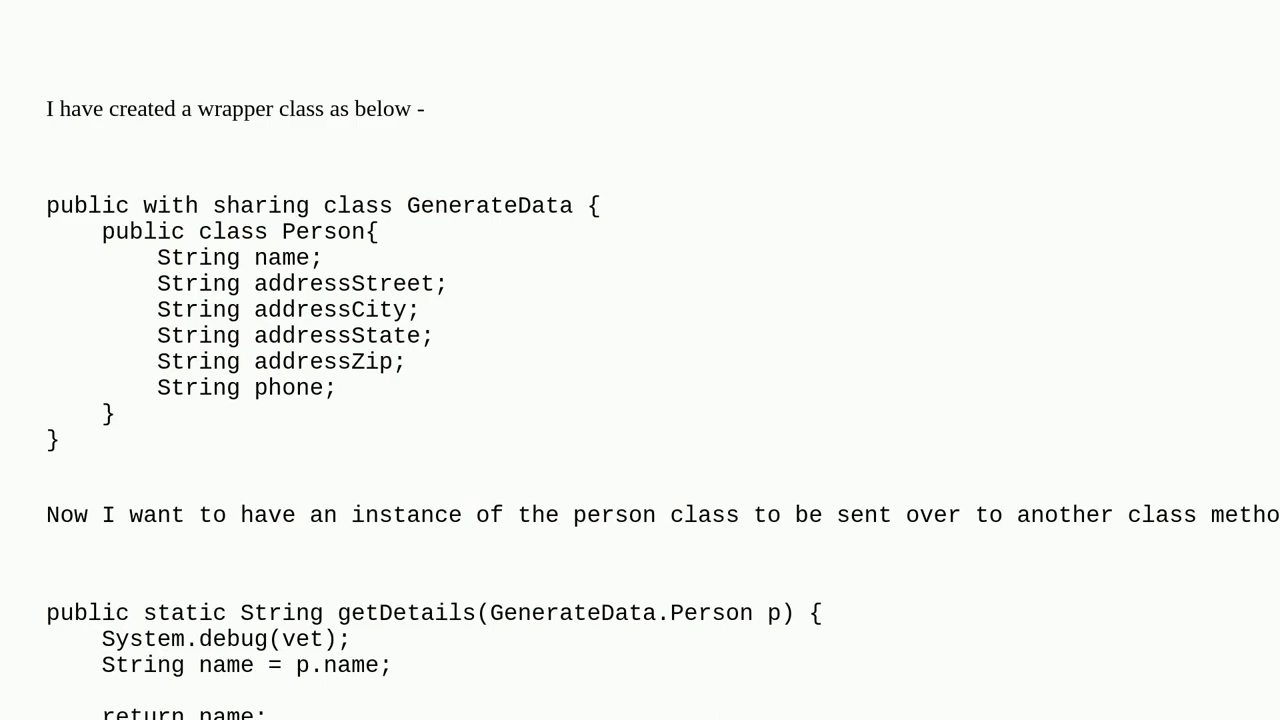 I have created a wrapper class as below -
public with sharing class GenerateData {
    public class Person{
        String name;
        String addressStreet;
        String addressCity;
        String addressState;
        String addressZip;
        String phone;
    }
}
Now I want to have an instance of the person class to be sent over to another class metho
public static String getDetails(GenerateData.Person p) {
    System.debug(vet);
    String name = p.name;
    return name;